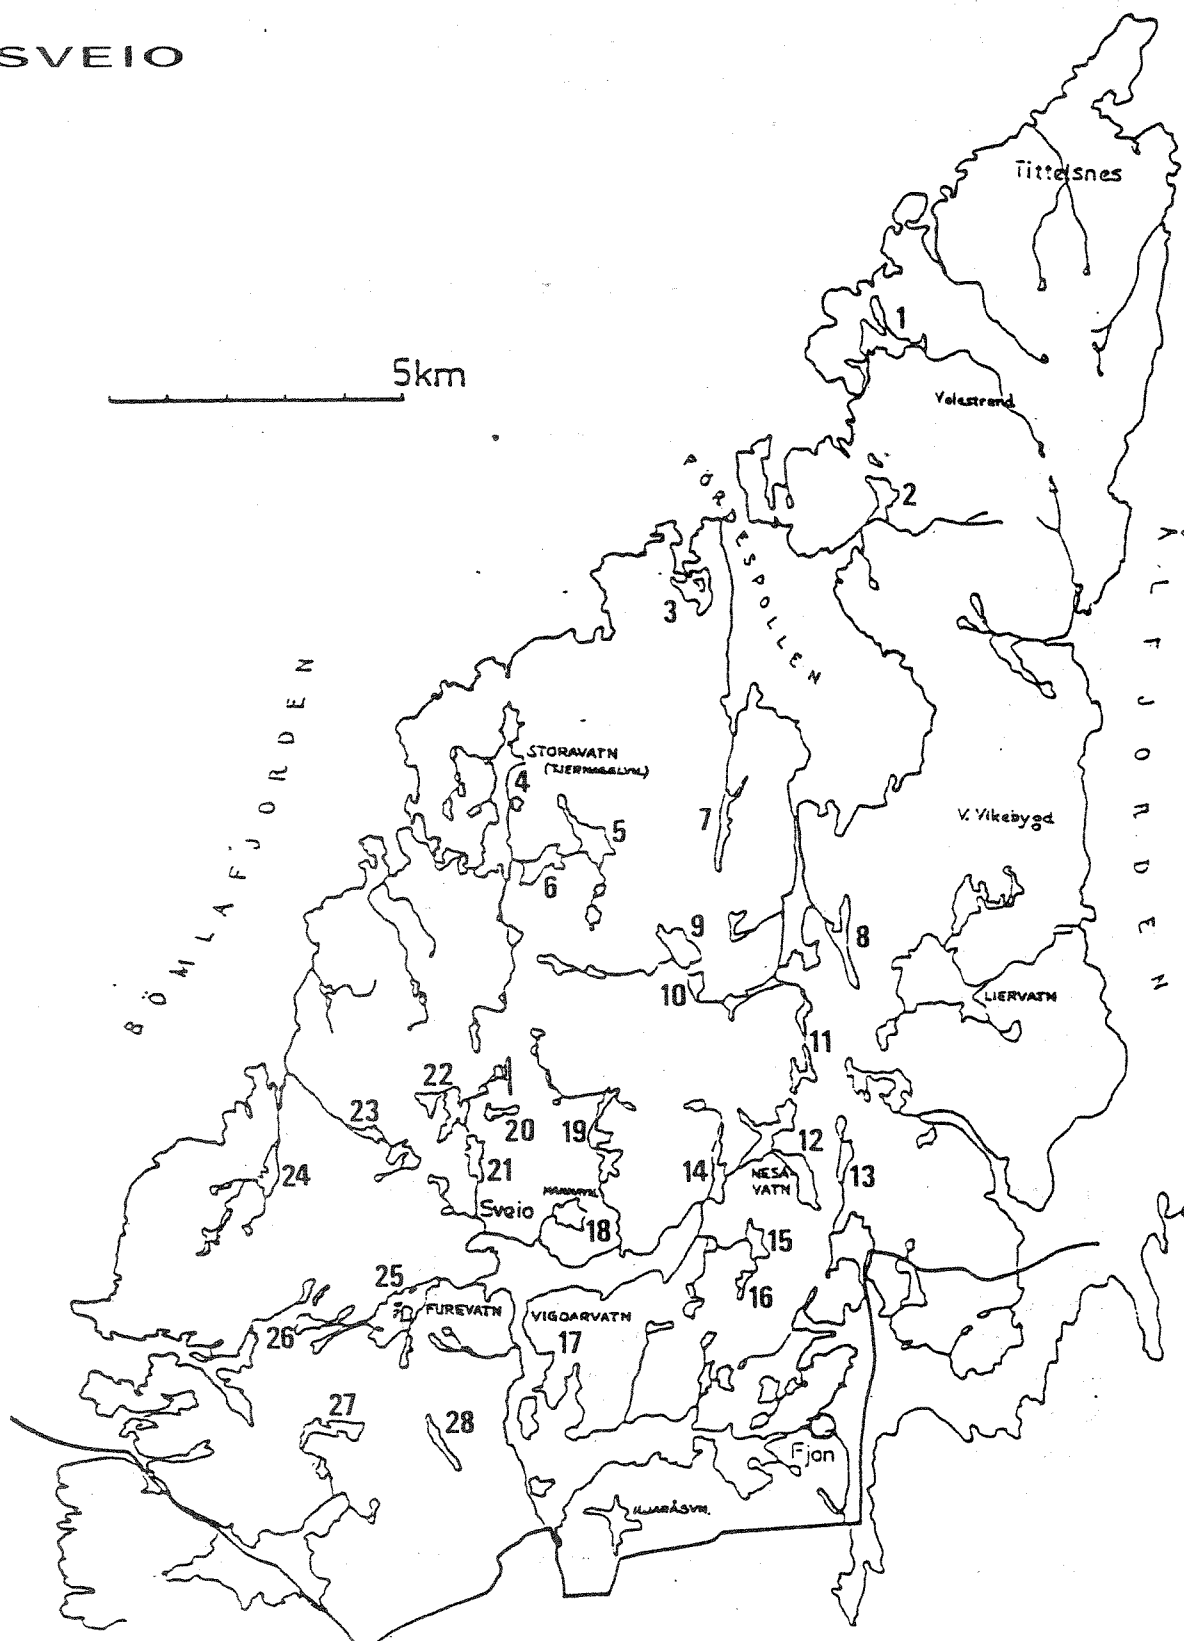 SVEIO
Tittelsnes
1
5km
Valestrand
2
ESPOLLEN
3
ÅLFJORDEN
BÖMLAFJORDEN
STORAVATN
4
5
6
7
V. Vikebygd
8
9
10
LIERVATN
11
22
23
20
19
12
14
NESA-
VATN
13
24
21
Sveio
18
15
16
25
FUREVATN
VIGDARVATN
26
17
27
28
Fjon